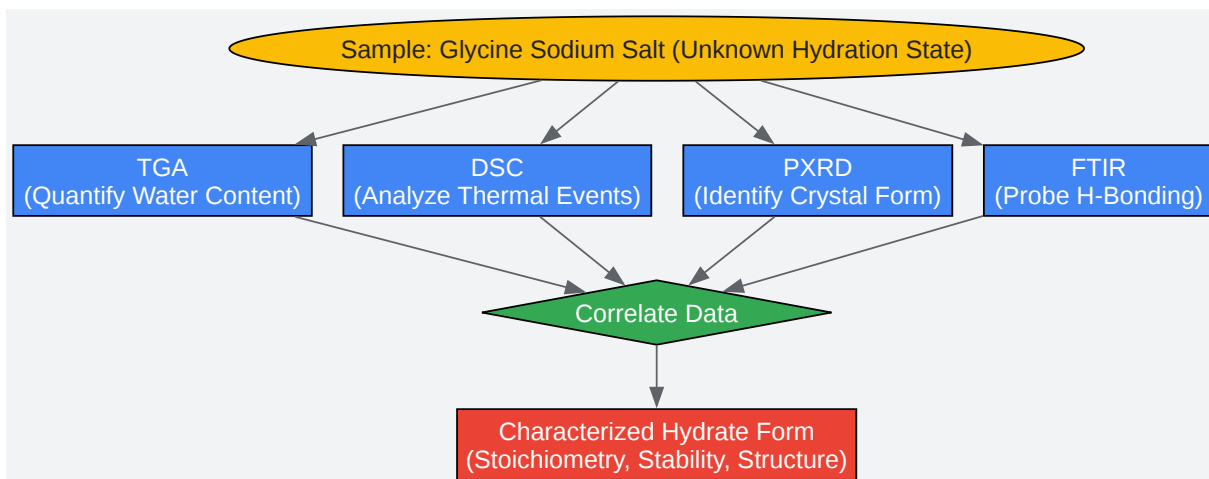 Sample: Glycine Sodium Salt (Unknown Hydration State)
TGA
(Quantify Water Content)
DSC
(Analyze Thermal Events)
PXRD
(Identify Crystal Form)
FTIR
(Probe H-Bonding)
Correlate Data
Characterized Hydrate Form
(Stoichiometry, Stability, Structure)